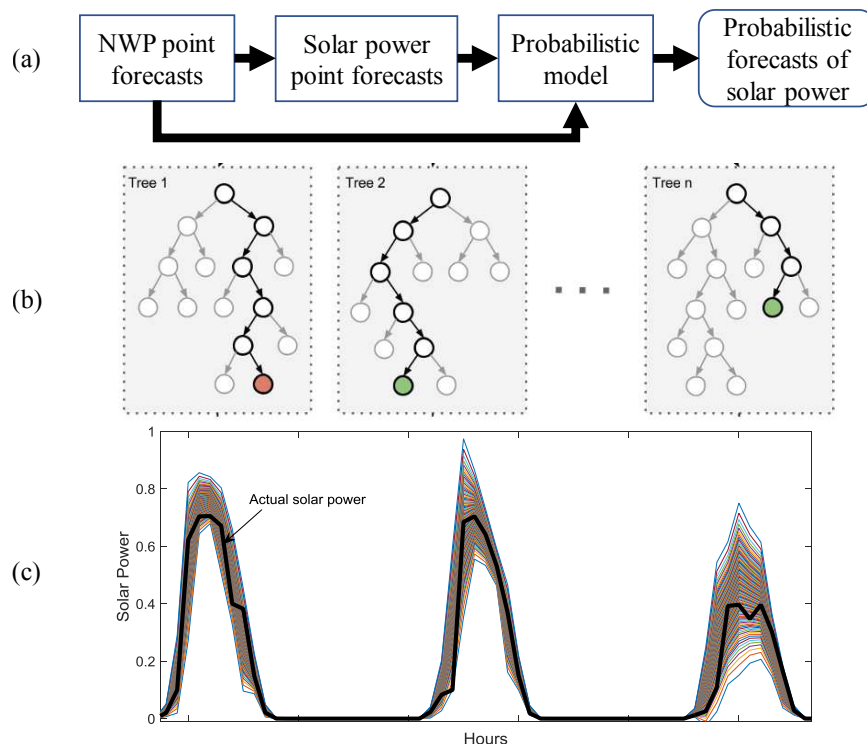 (a)
NWP point
forecasts
Solar power
point forecasts
Probabilistic
model
Probabilistic
forecasts of
solar power
(b)
Tree 1
Tree 2
. . .
Tree n
(c)
Solar Power
1
0.8
0.6
0.4
0.2
0
Actual solar power
Hours